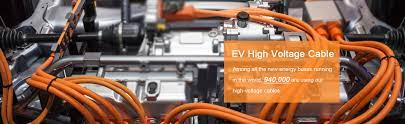 EV High Voltage Cable
Among all the new energy buses running
in the world, 940,000 are using our
high-voltage cables